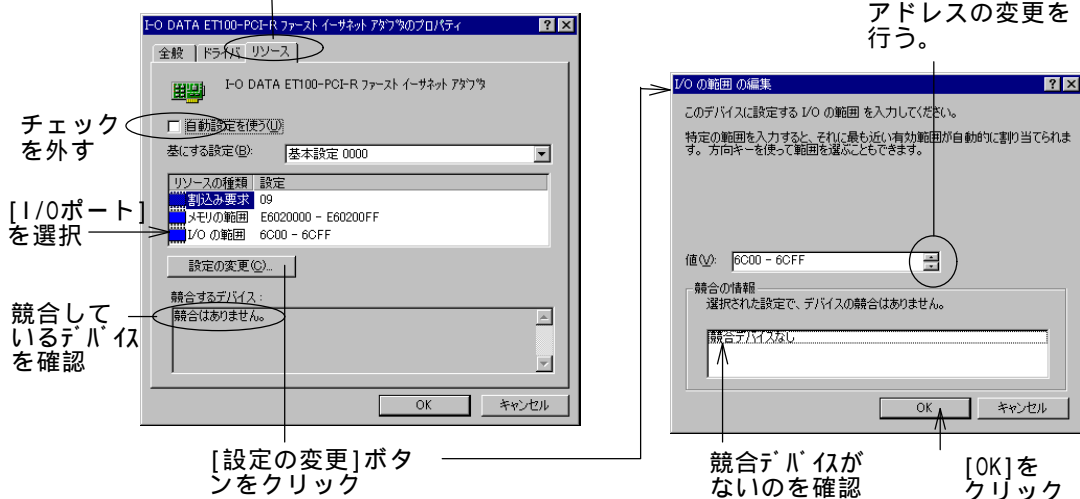 アドレスの変更を
行う。
I-O DATA ET100-PCI-R ファースト イーサネット アダプタのプロパティ
全般
ドライバ
リソース
I-O DATA ET100-PCI-R ファースト イーサネット アダプタ
チェック
を外す
自動設定を使う(U)
基にする設定(B):
基本設定 0000
リソースの種類
設定
割込み要求
09
メモリの範囲
E6020000 - E60200FF
I/O の範囲
6C00 - 6CFF
[I/Oポート]
を選択
設定の変更(C)...
競合するデバイス :
競合はありません。
競合して
いるデバイス
を確認
OK
キャンセル
[設定の変更]ボタ
ンをクリック
I/O の範囲 の編集
このデバイスに設定する I/O の範囲 を入力してください。
特定の範囲を入力すると、それに最も近い有効範囲が自動的に割り当てられま
す。方向キーを使って範囲を選ぶこともできます。
値(V):
6C00 - 6CFF
競合の情報
選択された設定で、デバイスの競合はありません。
競合デバイスなし
OK
キャンセル
競合デバイスが
ないのを確認
[OK]を
クリック